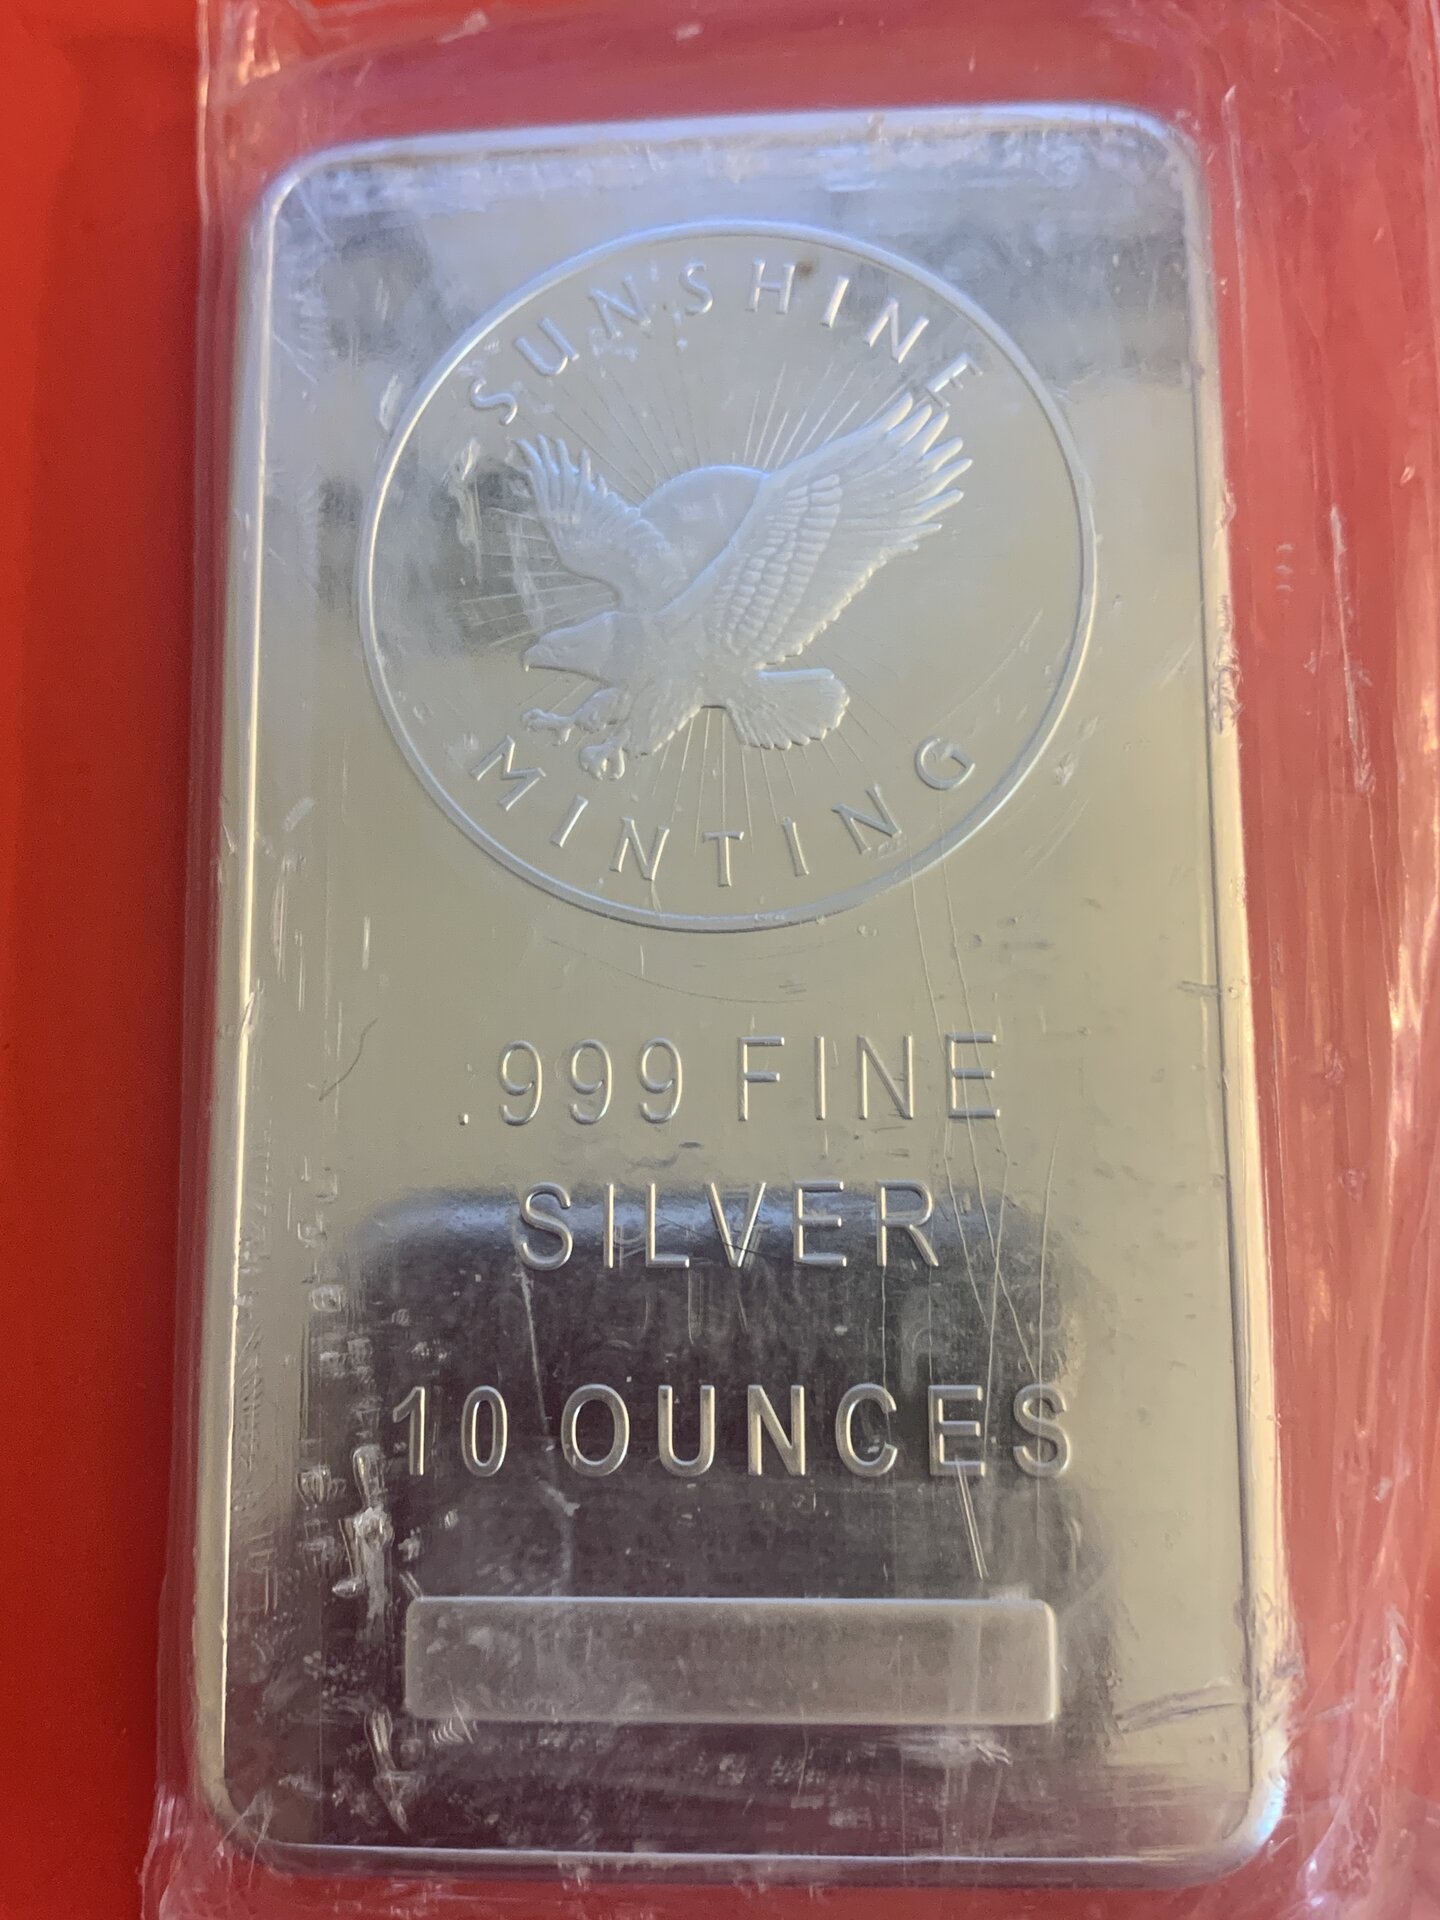 SUNSHINE
MINTING
.999 FINE
SILVER
10 OUNCES